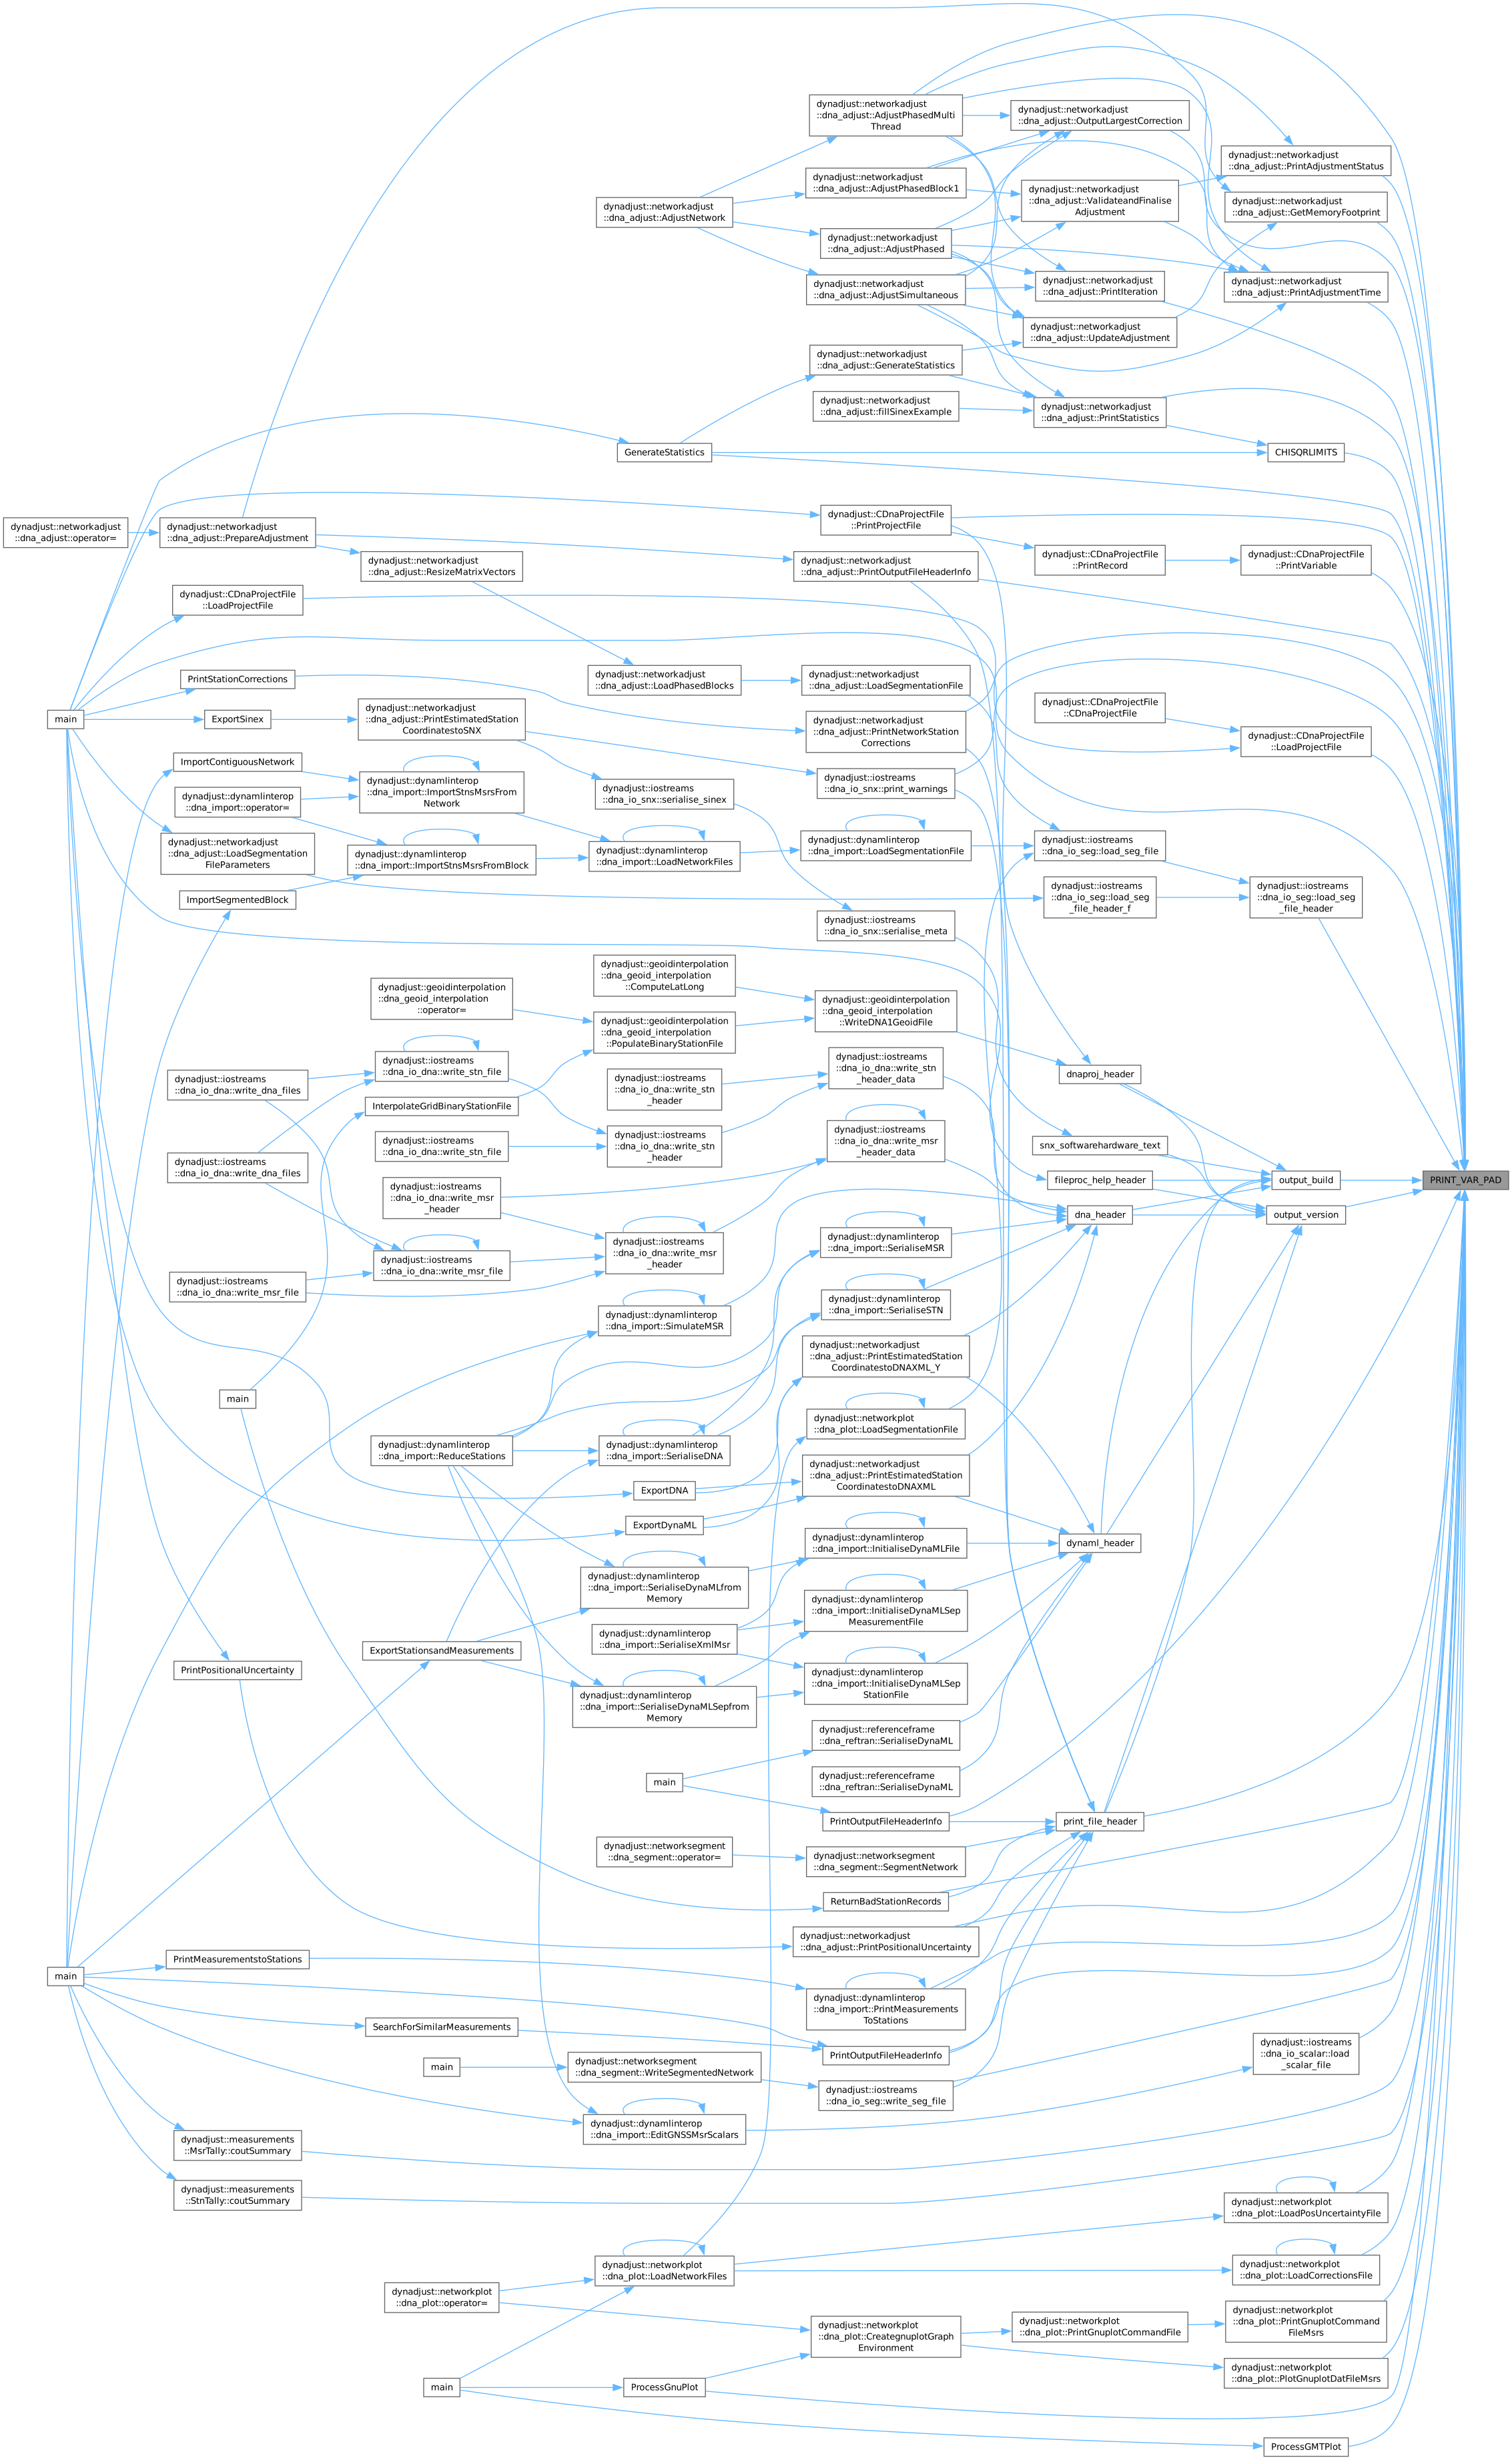 dynadjust::networkadjust
::dna_adjust::AdjustPhasedMulti
Thread
dynadjust::networkadjust
::dna_adjust::OutputLargestCorrection
dynadjust::networkadjust
::dna_adjust::PrintAdjustmentStatus
dynadjust::networkadjust
::dna_adjust::AdjustPhasedBlock1
dynadjust::networkadjust
::dna_adjust::ValidateandFinalise
Adjustment
dynadjust::networkadjust
::dna_adjust::GetMemoryFootprint
dynadjust::networkadjust
::dna_adjust::AdjustNetwork
dynadjust::networkadjust
::dna_adjust::AdjustPhased
dynadjust::networkadjust
::dna_adjust::AdjustSimultaneous
dynadjust::networkadjust
::dna_adjust::PrintIteration
dynadjust::networkadjust
::dna_adjust::PrintAdjustmentTime
dynadjust::networkadjust
::dna_adjust::UpdateAdjustment
dynadjust::networkadjust
::dna_adjust::GenerateStatistics
dynadjust::networkadjust
::dna_adjust::fillSinexExample
dynadjust::networkadjust
::dna_adjust::PrintStatistics
GenerateStatistics
CHISQRLIMITS
dynadjust::networkadjust
::dna_adjust::operator=
dynadjust::networkadjust
::dna_adjust::PrepareAdjustment
dynadjust::CDnaProjectFile
::PrintProjectFile
dynadjust::networkadjust
::dna_adjust::ResizeMatrixVectors
dynadjust::networkadjust
::dna_adjust::PrintOutputFileHeaderInfo
dynadjust::CDnaProjectFile
::PrintRecord
dynadjust::CDnaProjectFile
::PrintVariable
dynadjust::CDnaProjectFile
::LoadProjectFile
PrintStationCorrections
dynadjust::networkadjust
::dna_adjust::LoadPhasedBlocks
dynadjust::networkadjust
::dna_adjust::LoadSegmentationFile
main
ExportSinex
dynadjust::networkadjust
::dna_adjust::PrintEstimatedStation
CoordinatestoSNX
dynadjust::networkadjust
::dna_adjust::PrintNetworkStation
Corrections
dynadjust::CDnaProjectFile
::CDnaProjectFile
dynadjust::CDnaProjectFile
::LoadProjectFile
ImportContiguousNetwork
dynadjust::dynamlinterop
::dna_import::operator=
dynadjust::dynamlinterop
::dna_import::ImportStnsMsrsFrom
Network
dynadjust::iostreams
::dna_io_snx::serialise_sinex
dynadjust::iostreams
::dna_io_snx::print_warnings
dynadjust::networkadjust
::dna_adjust::LoadSegmentation
FileParameters
dynadjust::dynamlinterop
::dna_import::ImportStnsMsrsFromBlock
dynadjust::dynamlinterop
::dna_import::LoadNetworkFiles
dynadjust::dynamlinterop
::dna_import::LoadSegmentationFile
dynadjust::iostreams
::dna_io_seg::load_seg_file
ImportSegmentedBlock
dynadjust::iostreams
::dna_io_seg::load_seg
_file_header_f
dynadjust::iostreams
::dna_io_seg::load_seg
_file_header
dynadjust::iostreams
::dna_io_snx::serialise_meta
dynadjust::geoidinterpolation
::dna_geoid_interpolation
::operator=
dynadjust::geoidinterpolation
::dna_geoid_interpolation
::ComputeLatLong
dynadjust::geoidinterpolation
::dna_geoid_interpolation
::PopulateBinaryStationFile
dynadjust::geoidinterpolation
::dna_geoid_interpolation
::WriteDNA1GeoidFile
dynadjust::iostreams
::dna_io_dna::write_stn_file
dynadjust::iostreams
::dna_io_dna::write_dna_files
InterpolateGridBinaryStationFile
dynadjust::iostreams
::dna_io_dna::write_stn
_header
dynadjust::iostreams
::dna_io_dna::write_stn
_header_data
dnaproj_header
dynadjust::iostreams
::dna_io_dna::write_dna_files
dynadjust::iostreams
::dna_io_dna::write_stn_file
dynadjust::iostreams
::dna_io_dna::write_stn
_header
dynadjust::iostreams
::dna_io_dna::write_msr
_header_data
snx_softwarehardware_text
fileproc_help_header
output_build
PRINT_VAR_PAD
dynadjust::iostreams
::dna_io_dna::write_msr
_header
dna_header
output_version
dynadjust::iostreams
::dna_io_dna::write_msr_file
dynadjust::iostreams
::dna_io_dna::write_msr_file
dynadjust::iostreams
::dna_io_dna::write_msr
_header
dynadjust::dynamlinterop
::dna_import::SerialiseMSR
dynadjust::dynamlinterop
::dna_import::SimulateMSR
dynadjust::dynamlinterop
::dna_import::SerialiseSTN
dynadjust::networkadjust
::dna_adjust::PrintEstimatedStation
CoordinatestoDNAXML_Y
main
dynadjust::networkplot
::dna_plot::LoadSegmentationFile
dynadjust::dynamlinterop
::dna_import::ReduceStations
dynadjust::dynamlinterop
::dna_import::SerialiseDNA
ExportDNA
dynadjust::networkadjust
::dna_adjust::PrintEstimatedStation
CoordinatestoDNAXML
ExportDynaML
dynadjust::dynamlinterop
::dna_import::InitialiseDynaMLFile
dynaml_header
dynadjust::dynamlinterop
::dna_import::SerialiseDynaMLfrom
Memory
dynadjust::dynamlinterop
::dna_import::InitialiseDynaMLSep
MeasurementFile
dynadjust::dynamlinterop
::dna_import::SerialiseXmlMsr
ExportStationsandMeasurements
PrintPositionalUncertainty
dynadjust::dynamlinterop
::dna_import::SerialiseDynaMLSepfrom
Memory
dynadjust::dynamlinterop
::dna_import::InitialiseDynaMLSep
StationFile
dynadjust::referenceframe
::dna_reftran::SerialiseDynaML
main
dynadjust::referenceframe
::dna_reftran::SerialiseDynaML
PrintOutputFileHeaderInfo
print_file_header
dynadjust::networksegment
::dna_segment::operator=
dynadjust::networksegment
::dna_segment::SegmentNetwork
ReturnBadStationRecords
dynadjust::networkadjust
::dna_adjust::PrintPositionalUncertainty
main
PrintMeasurementstoStations
dynadjust::dynamlinterop
::dna_import::PrintMeasurements
ToStations
SearchForSimilarMeasurements
PrintOutputFileHeaderInfo
dynadjust::iostreams
::dna_io_scalar::load
_scalar_file
main
dynadjust::networksegment
::dna_segment::WriteSegmentedNetwork
dynadjust::iostreams
::dna_io_seg::write_seg_file
dynadjust::dynamlinterop
::dna_import::EditGNSSMsrScalars
dynadjust::measurements
::MsrTally::coutSummary
dynadjust::measurements
::StnTally::coutSummary
dynadjust::networkplot
::dna_plot::LoadPosUncertaintyFile
dynadjust::networkplot
::dna_plot::LoadNetworkFiles
dynadjust::networkplot
::dna_plot::LoadCorrectionsFile
dynadjust::networkplot
::dna_plot::operator=
dynadjust::networkplot
::dna_plot::CreategnuplotGraph
Environment
dynadjust::networkplot
::dna_plot::PrintGnuplotCommandFile
dynadjust::networkplot
::dna_plot::PrintGnuplotCommand
FileMsrs
dynadjust::networkplot
::dna_plot::PlotGnuplotDatFileMsrs
main
ProcessGnuPlot
ProcessGMTPlot